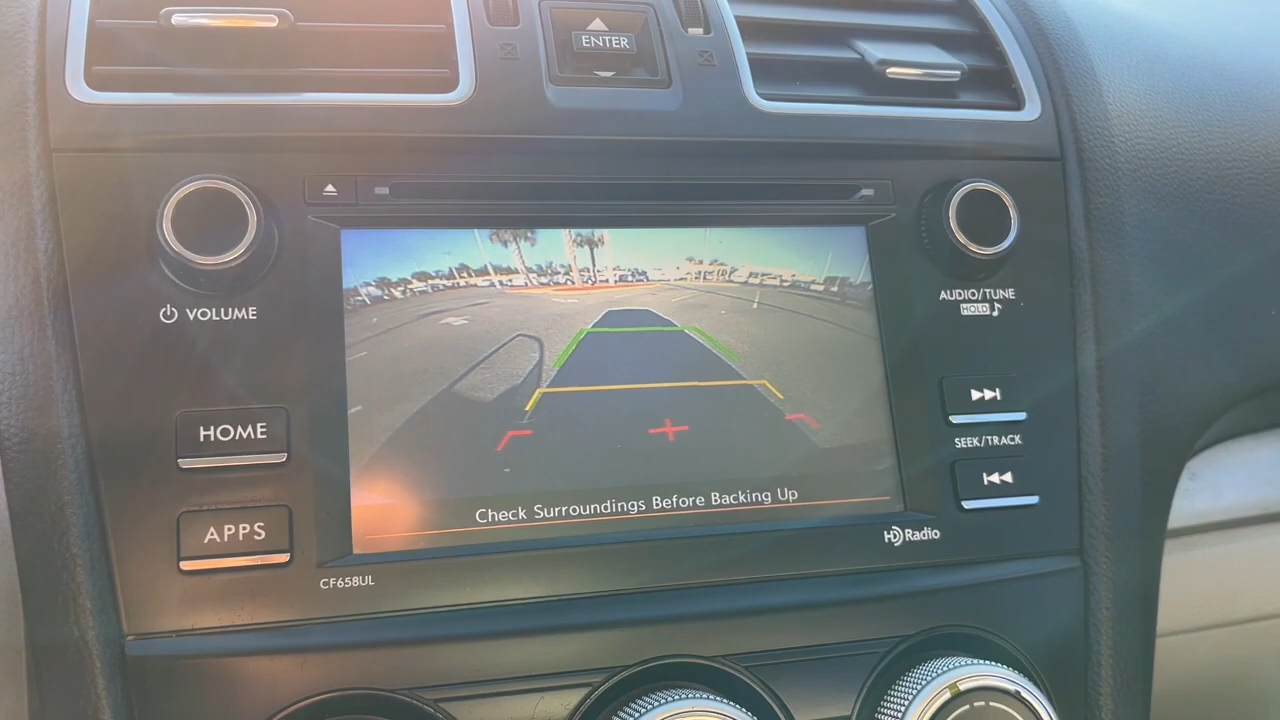 ENTER
VOLUME
AUDIO/TUNE
HOLD
HOME
SEEK/TRACK
APPS
Check Surroundings Before Backing Up
HD Radio
CF658UL